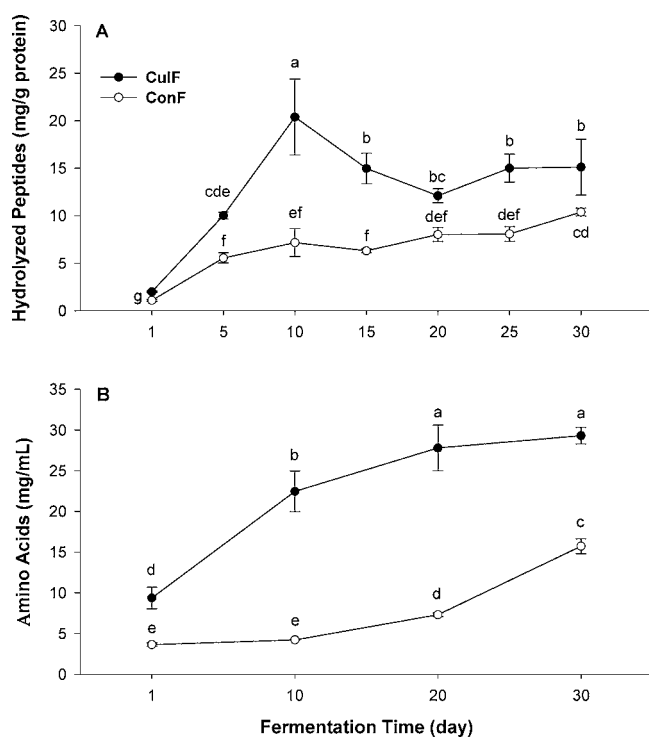 A
CulF
ConF
Hydrolyzed Peptides (mg/g protein)
30
25
20
15
10
5
0
a
b
b
b
bc
cde
f
ef
f
def
def
cd
g
1 5 10 15 20 25 30
B
Amino Acids (mg/mL)
35
30
25
20
15
10
5
0
a
a
b
c
d
d
e
e
1 10 20 30
Fermentation Time (day)